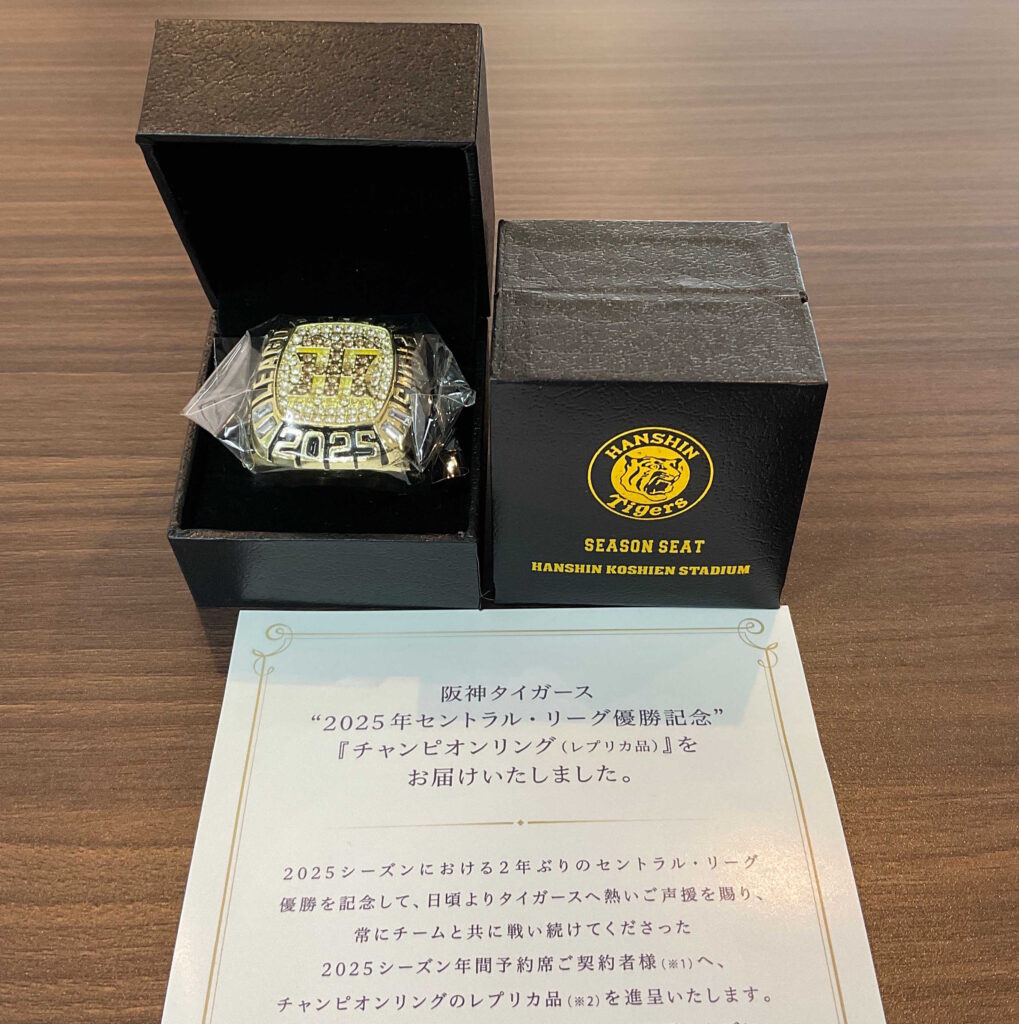 LEAGUE
2025
HANSHIN
Tigers
SEASON SEAT
HANSHIN KOSHIEN STADIUM
阪神タイガース
“2025年セントラル・リーグ優勝記念”
『チャンピオンリング(レプリカ品)』を
お届けいたしました。
2025シーズンにおける2年ぶりのセントラル・リーグ
優勝を記念して、日頃よりタイガースへ熱いご声援を賜り、
常にチームと共に戦い続けてくださった
2025シーズン年間予約席ご契約者様(※1)へ、
チャンピオンリングのレプリカ品(※2)を進呈いたします。